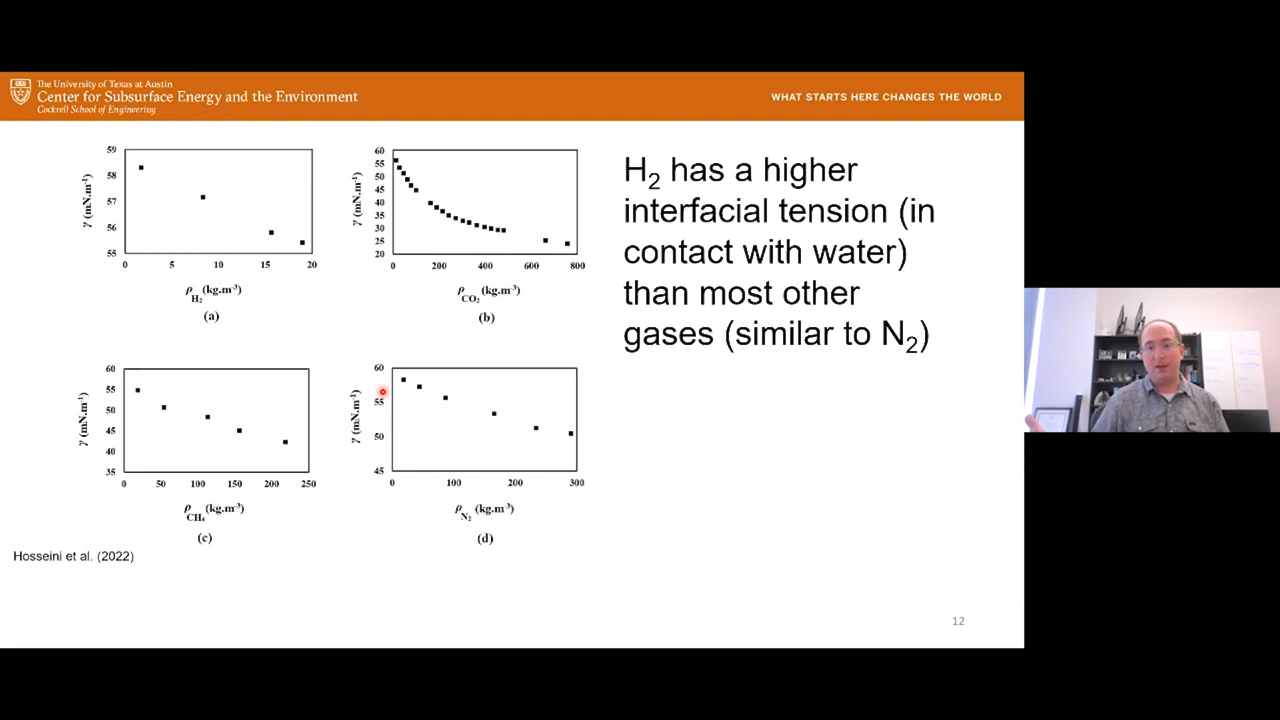 The University of Texas at Austin
Center for Subsurface Energy and the Environment
Cockrell School of Engineering
WHAT STARTS HERE CHANGES THE WORLD
59
58
57
56
55
γ (mN.m-1)
0 5 10 15 20
ρH2 (kg.m-3)
(a)
60
55
50
45
40
35
30
25
20
γ (mN.m-1)
0 200 400 600 800
ρCO2 (kg.m-3)
(b)
60
55
50
45
40
35
γ (mN.m-1)
0 50 100 150 200 250
ρCH4 (kg.m-3)
(c)
60
55
50
45
γ (mN.m-1)
0 100 200 300
ρN2 (kg.m-3)
(d)
H2 has a higher
interfacial tension (in
contact with water)
than most other
gases (similar to N2)
Hosseini et al. (2022)
12